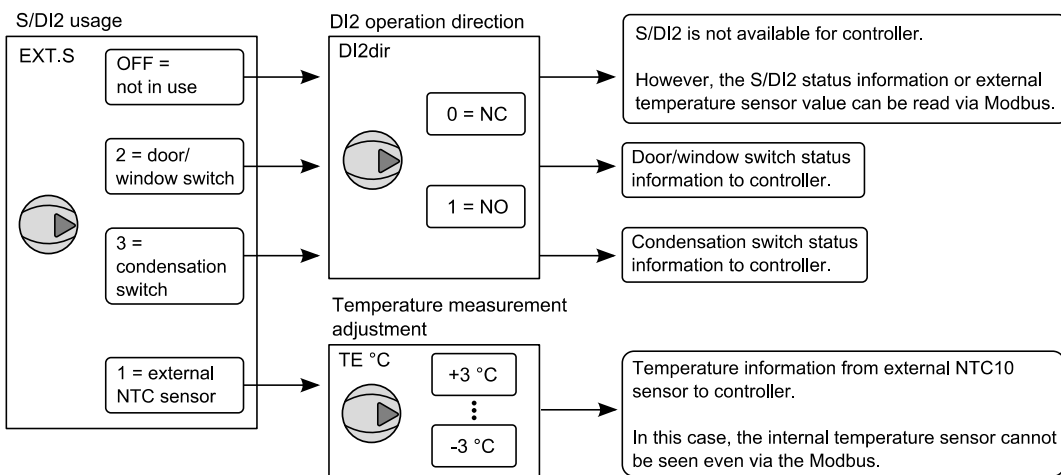 S/DI2 usage
EXT.S
OFF =
not in use
2 = door/
window switch
3 =
condensation
switch
1 = external
NTC sensor
DI2 operation direction
DI2dir
0 = NC
1 = NO
Temperature measurement
adjustment
TE °C
+3 °C
-3 °C
S/DI2 is not available for controller.
However, the S/DI2 status information or external
temperature sensor value can be read via Modbus.
Door/window switch status
information to controller.
Condensation switch status
information to controller.
Temperature information from external NTC10
sensor to controller.
In this case, the internal temperature sensor cannot
be seen even via the Modbus.